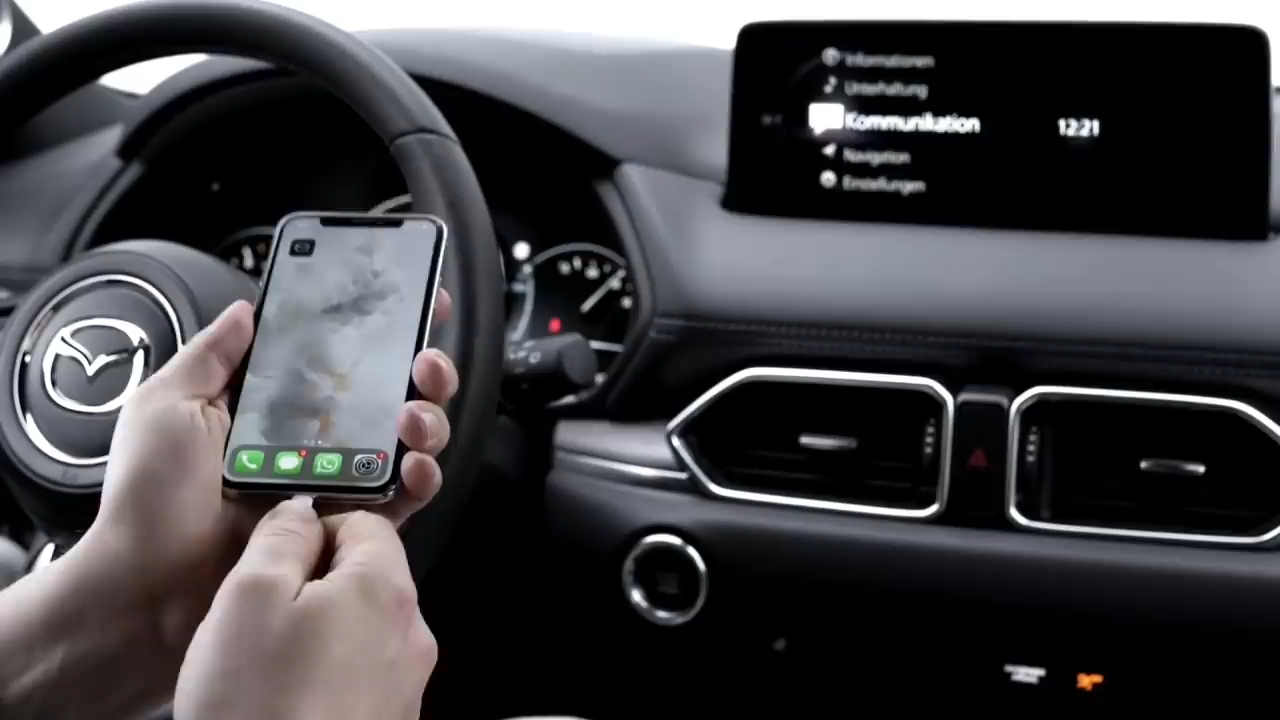 Informationen
Unterhaltung
Kommunikation 12:21
Navigation
Einstellungen